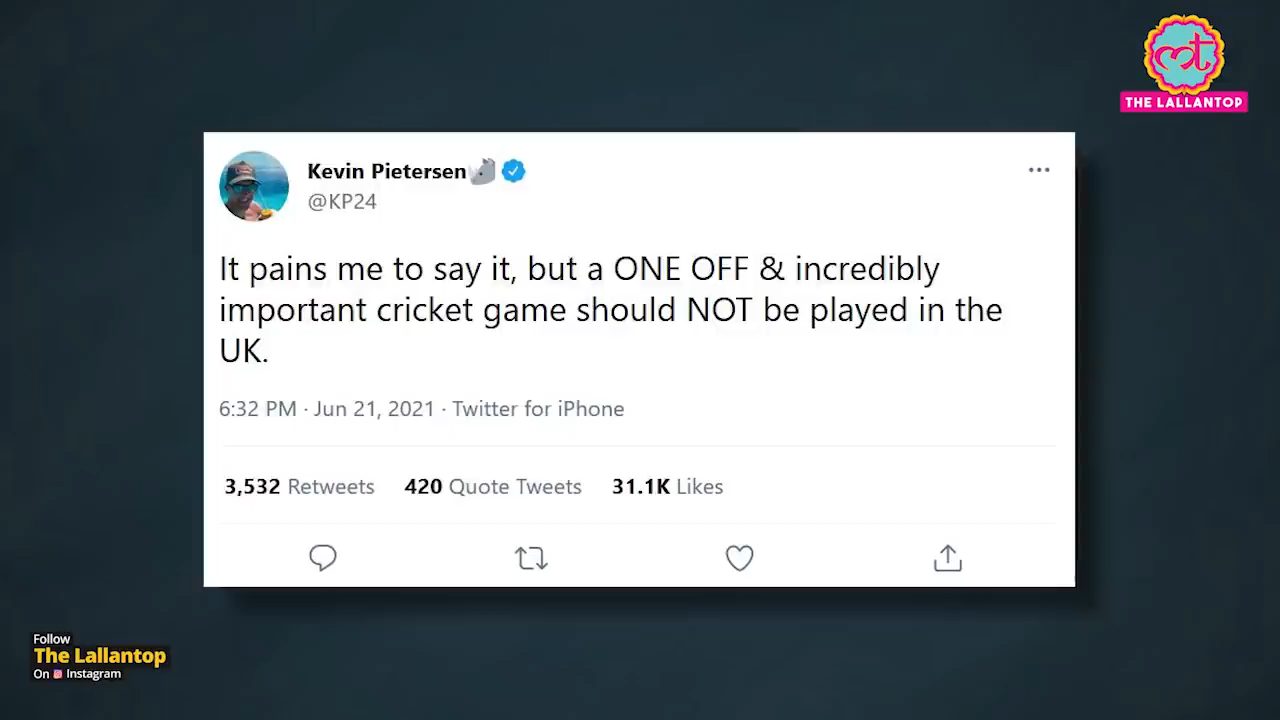 THE LALLANTOP
Kevin Pietersen
@KP24
It pains me to say it, but a ONE OFF & incredibly
important cricket game should NOT be played in the
UK.
6:32 PM · Jun 21, 2021 · Twitter for iPhone
3,532 Retweets 420 Quote Tweets 31.1K Likes
Follow
The Lallantop
On Instagram